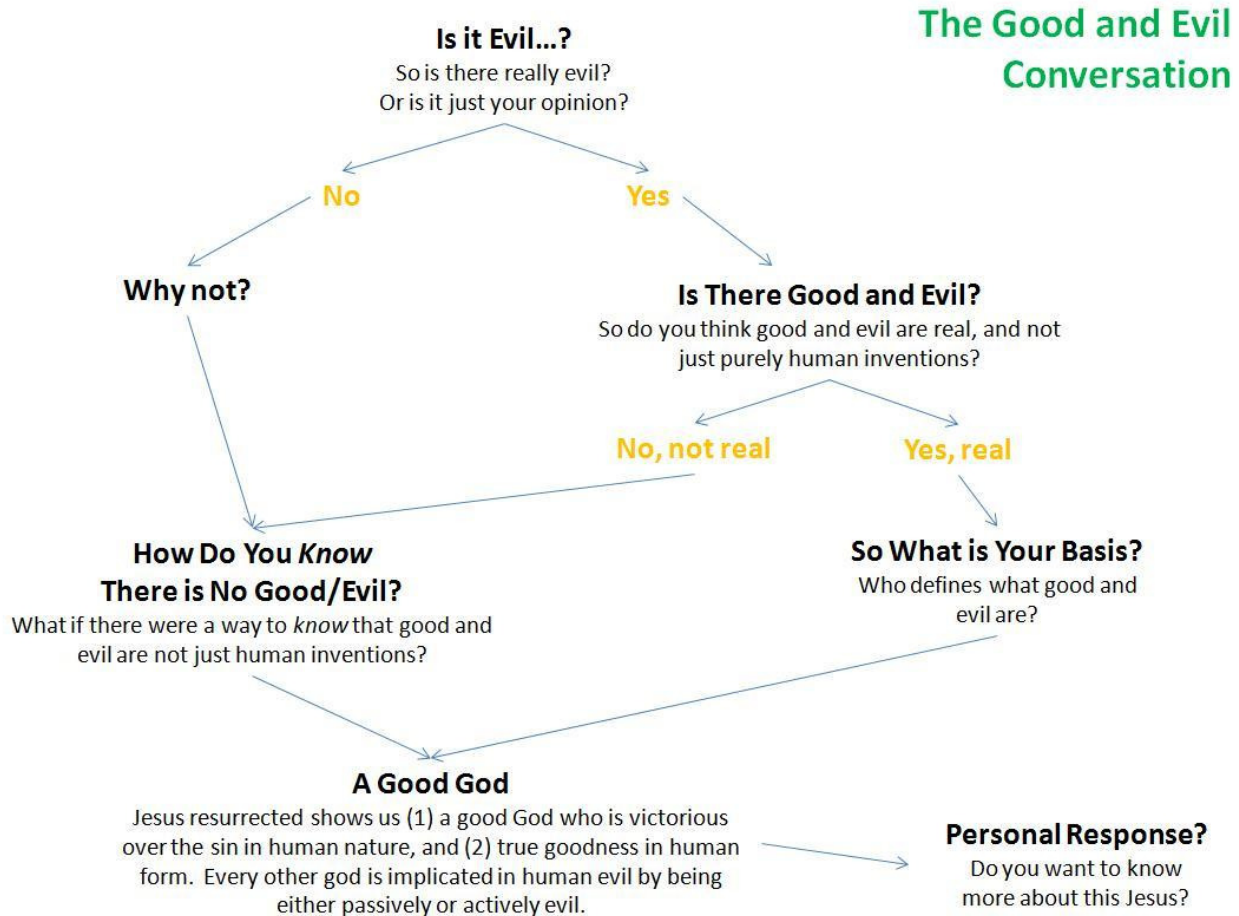 The Good and Evil
Conversation
Is it Evil...?
So is there really evil?
Or is it just your opinion?
No
Yes
Why not?
Is There Good and Evil?
So do you think good and evil are real, and not
just purely human inventions?
No, not real
Yes, real
How Do You Know
There is No Good/Evil?
What if there were a way to know that good and
evil are not just human inventions?
So What is Your Basis?
Who defines what good and
evil are?
A Good God
Jesus resurrected shows us (1) a good God who is victorious
over the sin in human nature, and (2) true goodness in human
form.  Every other god is implicated in human evil by being
either passively or actively evil.
Personal Response?
Do you want to know
more about this Jesus?